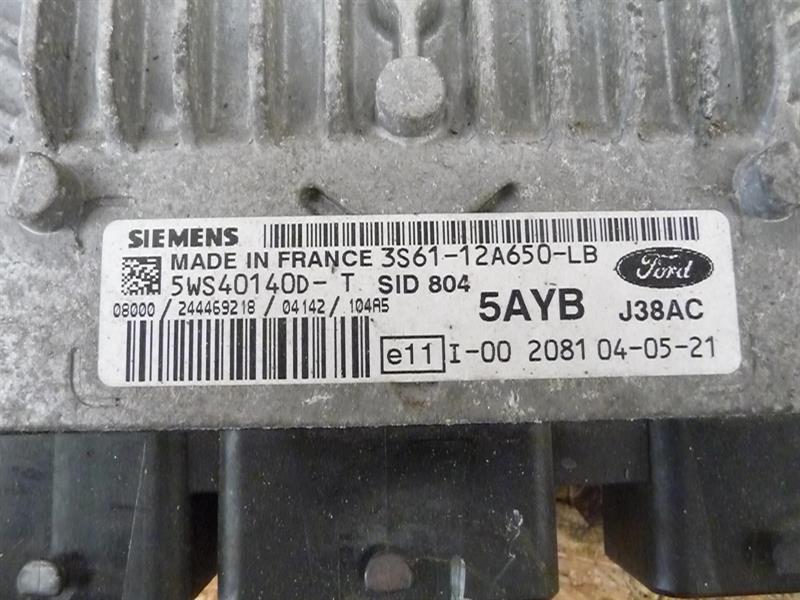 SIEMENS
MADE IN FRANCE 3S61-12A650-LB
5WS40140D- T SID 804
Ford
08000/244469218/04142/104A5
5AYB J38AC
e11 I-00 2081 04-05-21